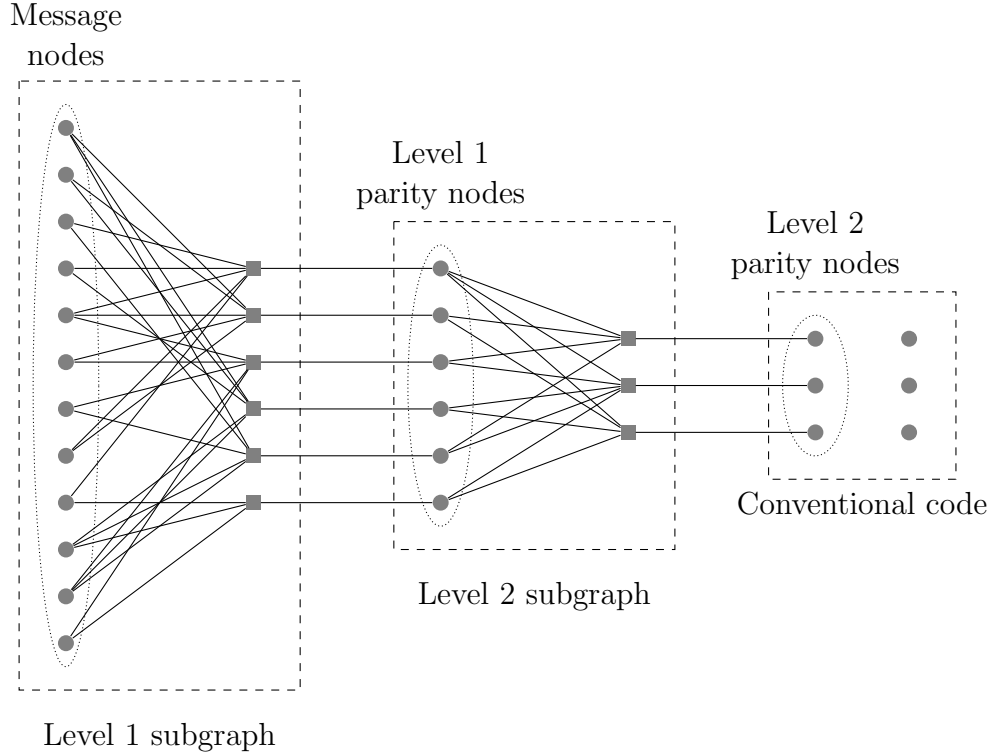 Message
nodes
Level 1
parity nodes
Level 2
parity nodes
Conventional code
Level 2 subgraph
Level 1 subgraph